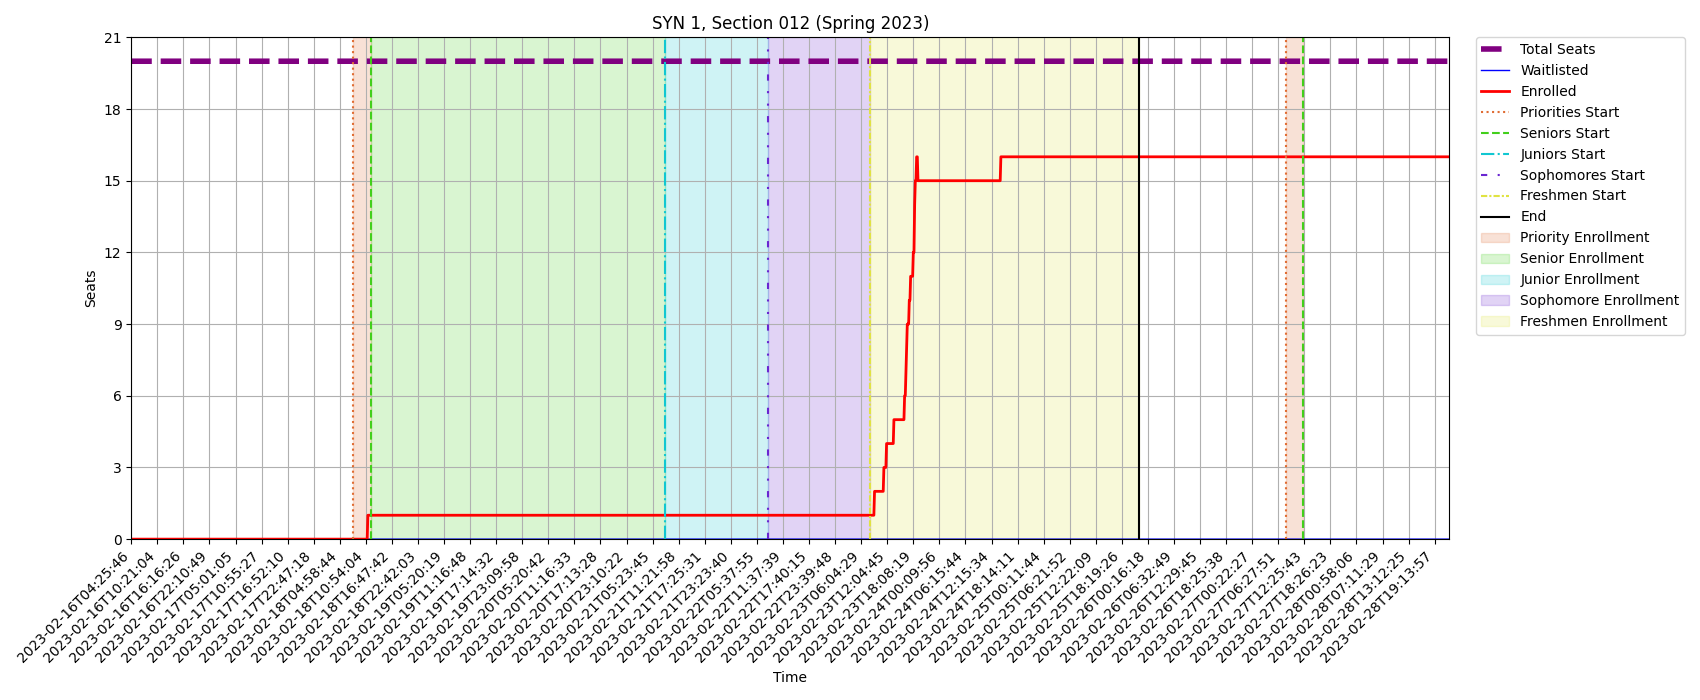 SYN 1, Section 012 (Spring 2023)
Seats
21
18
15
12
9
6
3
0
2023-02-16T04:25:46
2023-02-16T10:21:04
2023-02-16T16:16:26
2023-02-16T22:10:49
2023-02-17T05:01:05
2023-02-17T10:55:27
2023-02-17T16:52:10
2023-02-17T22:47:18
2023-02-18T04:58:44
2023-02-18T10:54:04
2023-02-18T16:47:42
2023-02-18T22:42:03
2023-02-19T05:20:19
2023-02-19T11:16:48
2023-02-19T17:14:32
2023-02-19T23:09:58
2023-02-20T05:20:42
2023-02-20T11:16:33
2023-02-20T17:13:28
2023-02-20T23:10:22
2023-02-21T05:23:45
2023-02-21T11:21:58
2023-02-21T17:25:31
2023-02-21T23:23:40
2023-02-22T05:37:55
2023-02-22T11:37:39
2023-02-22T17:40:15
2023-02-22T23:39:48
2023-02-23T06:04:29
2023-02-23T12:04:45
2023-02-23T18:08:19
2023-02-24T00:09:56
2023-02-24T06:15:44
2023-02-24T12:15:34
2023-02-24T18:14:11
2023-02-25T00:11:44
2023-02-25T06:21:52
2023-02-25T12:22:09
2023-02-25T18:19:26
2023-02-26T00:16:18
2023-02-26T06:32:49
2023-02-26T12:29:45
2023-02-26T18:25:38
2023-02-27T00:22:27
2023-02-27T06:27:51
2023-02-27T12:25:43
2023-02-27T18:26:23
2023-02-28T00:58:06
2023-02-28T07:11:29
2023-02-28T13:12:25
2023-02-28T19:13:57
Time
Total Seats
Waitlisted
Enrolled
Priorities Start
Seniors Start
Juniors Start
Sophomores Start
Freshmen Start
End
Priority Enrollment
Senior Enrollment
Junior Enrollment
Sophomore Enrollment
Freshmen Enrollment